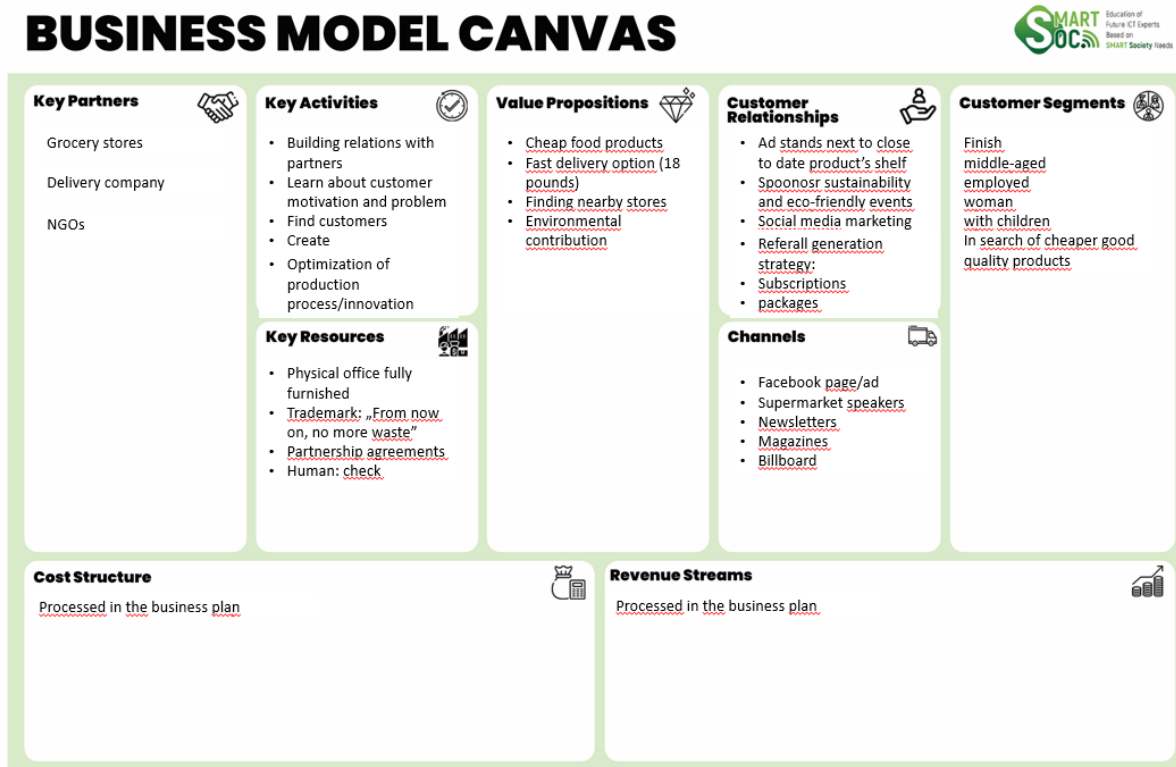 BUSINESS MODEL CANVAS
SMART
SOC
Education of
Future ICT Experts
Based on
SMART Society Needs
Key Partners
Grocery stores
Delivery company
NGOs
Key Activities
• Building relations with
partners
• Learn about customer
motivation and problem
• Find customers
• Create
• Optimization of
production
process/innovation
Key Resources
• Physical office fully
furnished
• Trademark: „From now
on, no more waste”
• Partnership agreements
• Human: check
Value Propositions
• Cheap food products
• Fast delivery option (18
pounds)
• Finding nearby stores
• Environmental
contribution
Customer
Relationships
• Ad stands next to close
to date product’s shelf
• Spoonosr sustainability
and eco-friendly events
• Social media marketing
• Referall generation
strategy:
• Subscriptions
• packages
Channels
• Facebook page/ad
• Supermarket speakers
• Newsletters
• Magazines
• Billboard
Customer Segments
Finish
middle-aged
employed
woman
with children
In search of cheaper good
quality products
Cost Structure
Processed in the business plan
Revenue Streams
Processed in the business plan